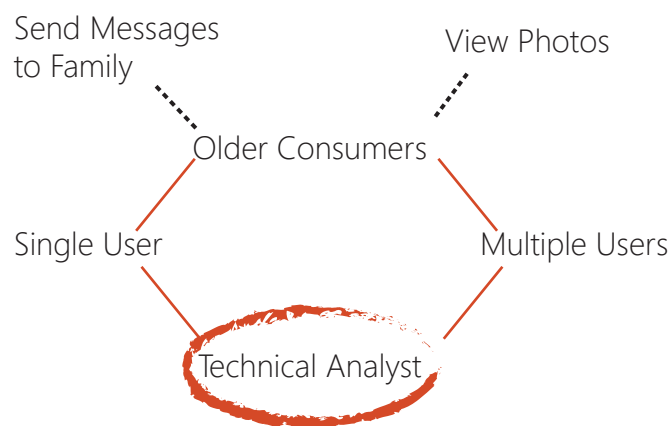 Send Messages
to Family
View Photos
Older Consumers
Single User
Multiple Users
Technical Analyst